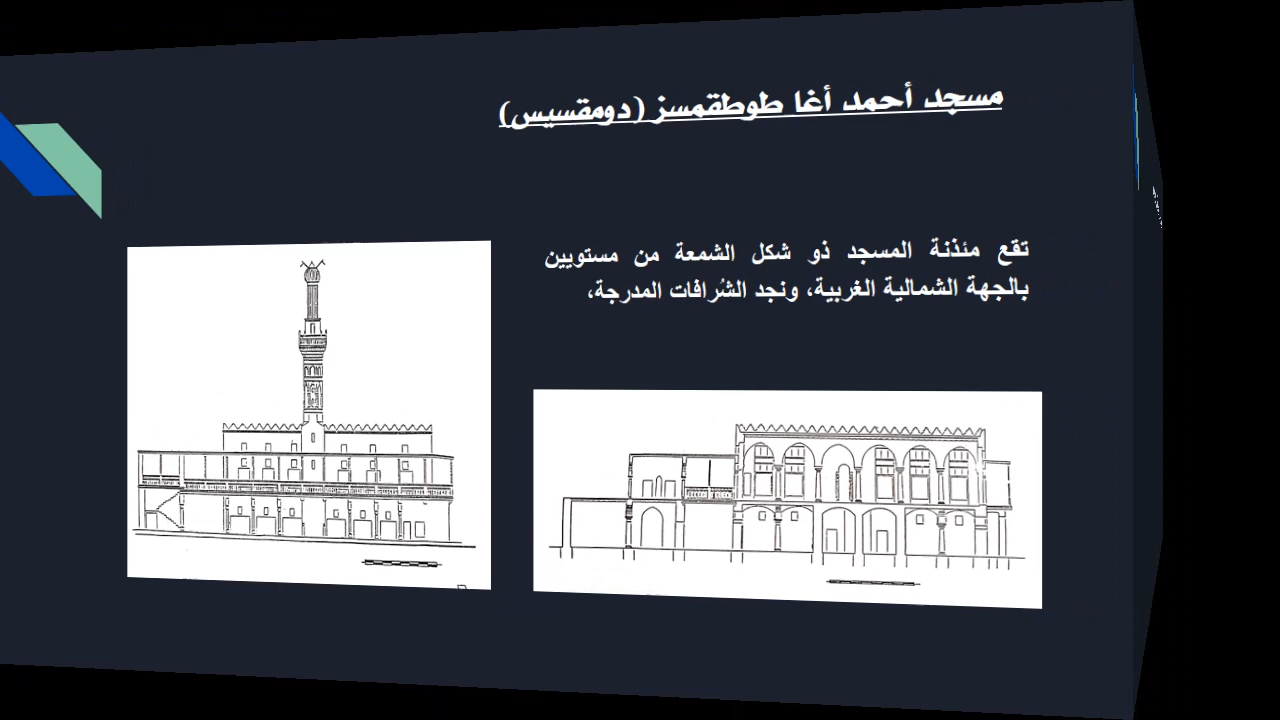 مسجد أحمد أغا طوطقمسز (دومقسيس)
تقع مئذنة المسجد ذو شكل الشمعة من مستويين
بالجهة الشمالية الغربية، ونجد الشُرافات المدرجة،